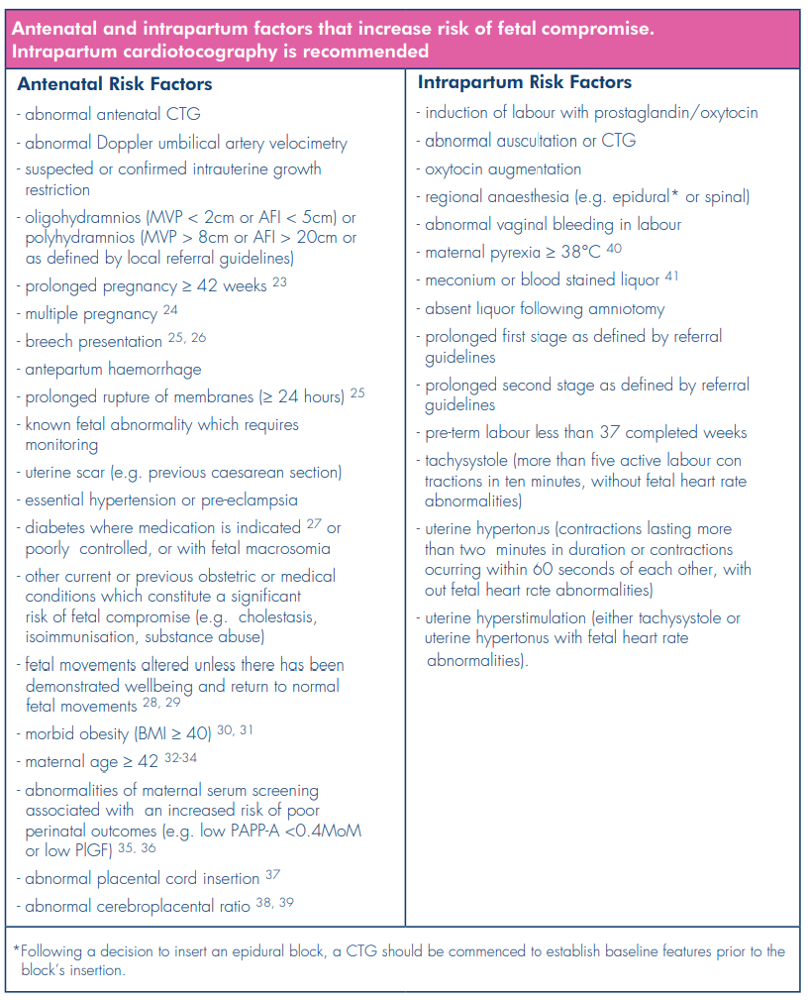 Antenatal and intrapartum factors that increase risk of fetal compromise.
Intrapartum cardiotocography is recommended
Antenatal Risk Factors
- abnormal antenatal CTG
- abnormal Doppler umbilical artery velocimetry
- suspected or confirmed intrauterine growth
restriction
- oligohydramnios (MVP < 2cm or AFI < 5cm) or
polyhydramnios (MVP > 8cm or AFI > 20cm or
as defined by local referral guidelines)
- prolonged pregnancy ≥ 42 weeks 23
- multiple pregnancy 24
- breech presentation 25, 26
- antepartum haemorrhage
- prolonged rupture of membranes (≥ 24 hours) 25
- known fetal abnormality which requires
monitoring
- uterine scar (e.g. previous caesarean section)
- essential hypertension or pre-eclampsia
- diabetes where medication is indicated 27 or
poorly controlled, or with fetal macrosomia
- other current or previous obstetric or medical
conditions which constitute a significant
risk of fetal compromise (e.g. cholestasis,
isoimmunisation, substance abuse)
- fetal movements altered unless there has been
demonstrated wellbeing and return to normal
fetal movements 28, 29
- morbid obesity (BMI ≥ 40) 30, 31
- maternal age ≥ 42 32-34
- abnormalities of maternal serum screening
associated with an increased risk of poor
perinatal outcomes (e.g. low PAPP-A <0.4MoM
or low PlGF) 35, 36
- abnormal placental cord insertion 37
- abnormal cerebroplacental ratio 38, 39
Intrapartum Risk Factors
- induction of labour with prostaglandin/oxytocin
- abnormal auscultation or CTG
- oxytocin augmentation
- regional anaesthesia (e.g. epidural* or spinal)
- abnormal vaginal bleeding in labour
- maternal pyrexia ≥ 38°C 40
- meconium or blood stained liquor 41
- absent liquor following amniotomy
- prolonged first stage as defined by referral
guidelines
- prolonged second stage as defined by referral
guidelines
- pre-term labour less than 37 completed weeks
- tachysystole (more than five active labour con
tractions in ten minutes, without fetal heart rate
abnormalities)
- uterine hypertonus (contractions lasting more
than two minutes in duration or contractions
ocurring within 60 seconds of each other, with
out fetal heart rate abnormalities)
- uterine hyperstimulation (either tachysystole or
uterine hypertonus with fetal heart rate
abnormalities).
*Following a decision to insert an epidural block, a CTG should be commenced to establish baseline features prior to the
block's insertion.